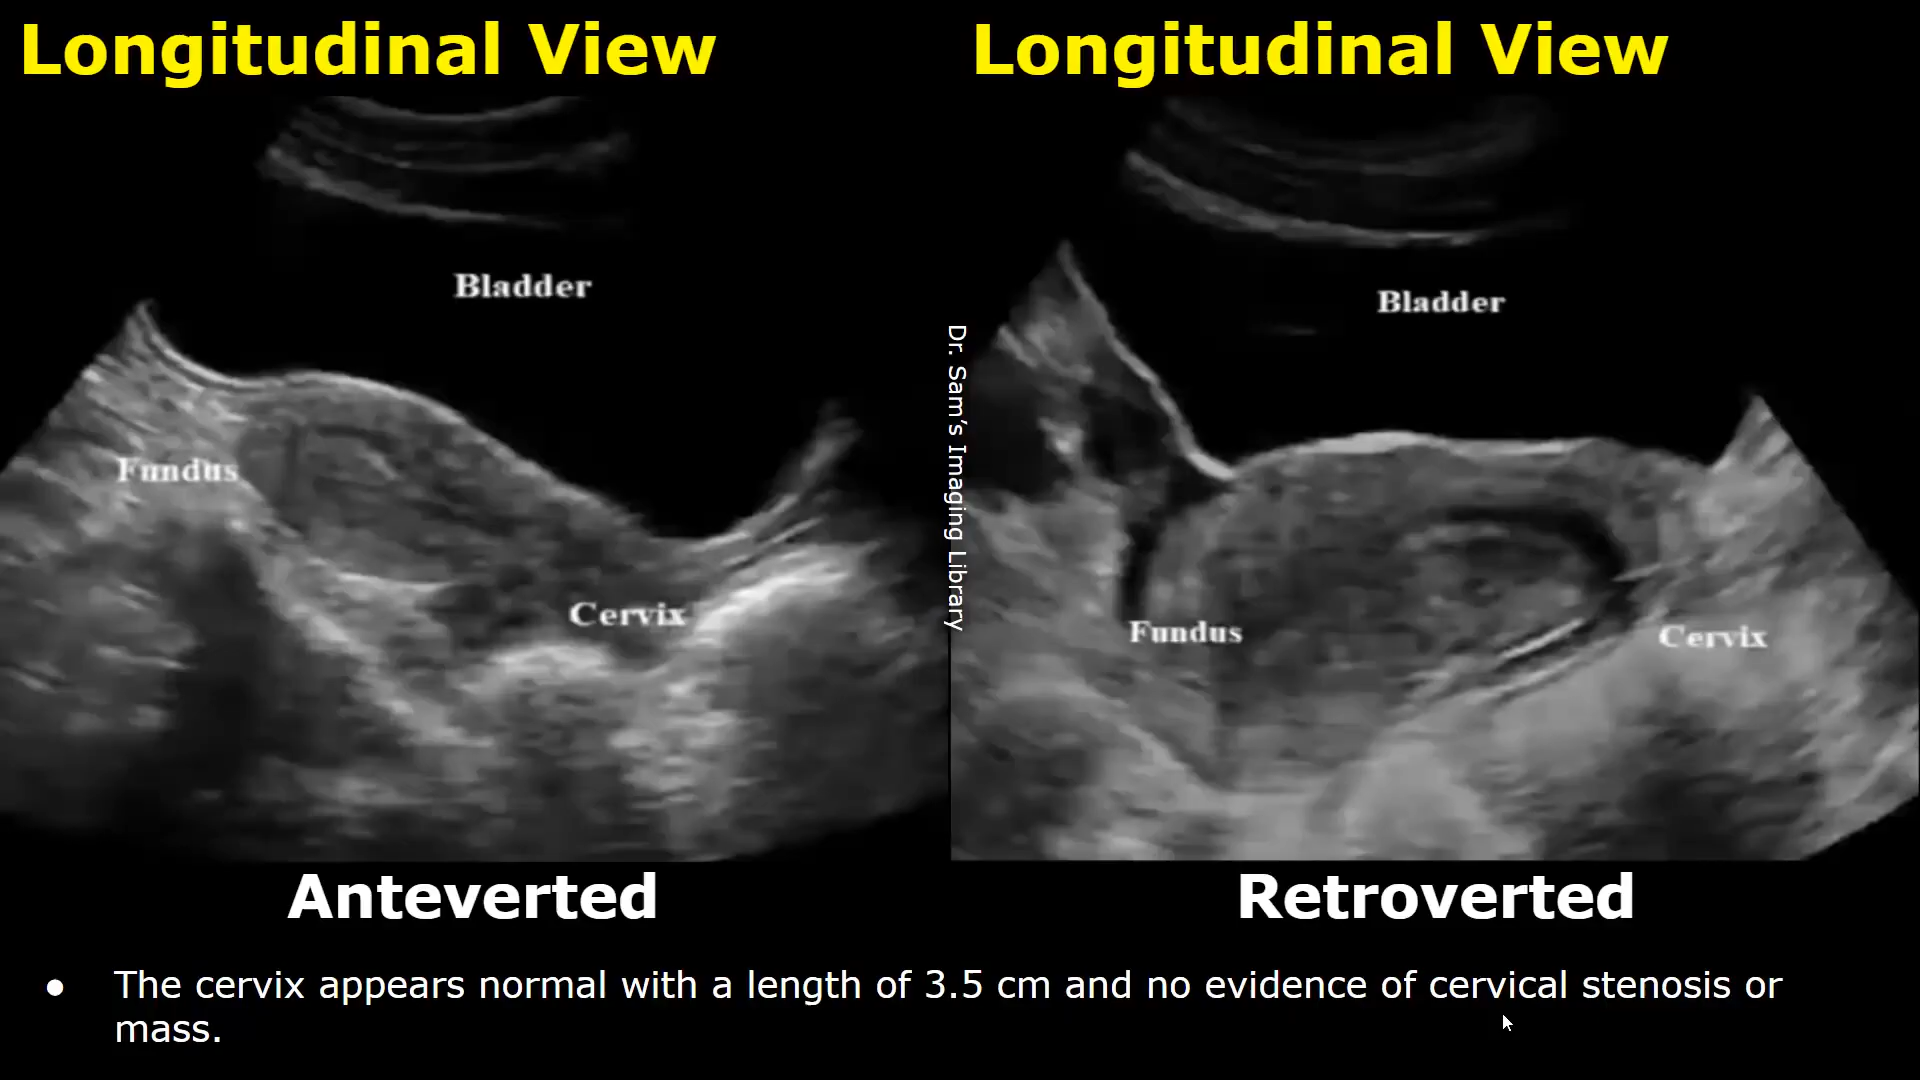 Longitudinal View
Bladder
Fundus
Cervix
Anteverted
Dr. Sam's Imaging Library
Longitudinal View
Bladder
Fundus
Cervix
Retroverted
● The cervix appears normal with a length of 3.5 cm and no evidence of cervical stenosis or
mass.